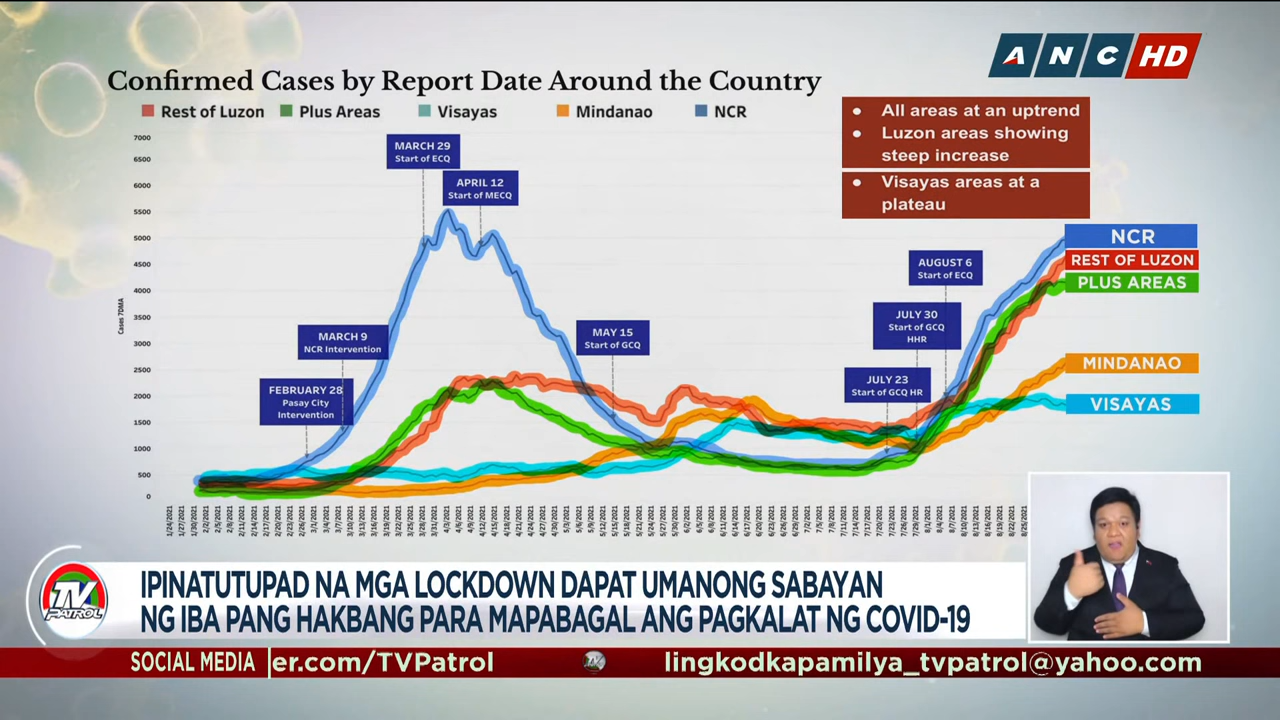 ANC HD
Confirmed Cases by Report Date Around the Country
Rest of Luzon Plus Areas Visayas Mindanao NCR
● All areas at an uptrend
● Luzon areas showing
steep increase
● Visayas areas at a
plateau
7000
6500
6000
5500
5000
4500
4000
3500
3000
2500
2000
1500
1000
500
0
Cases 7DMA
MARCH 29
Start of ECQ
APRIL 12
Start of MECQ
MARCH 9
NCR Intervention
FEBRUARY 28
Pasay City
Intervention
MAY 15
Start of GCQ
AUGUST 6
Start of ECQ
JULY 30
Start of GCQ
HHR
JULY 23
Start of GCQ HR
NCR
REST OF LUZON
PLUS AREAS
MINDANAO
VISAYAS
TV
PATROL
IPINATUTUPAD NA MGA LOCKDOWN DAPAT UMANONG SABAYAN
NG IBA PANG HAKBANG PARA MAPABAGAL ANG PAGKALAT NG COVID-19
SOCIAL MEDIA er.com/TVPatrol lingkodkapamilya_tvpatrol@yahoo.com